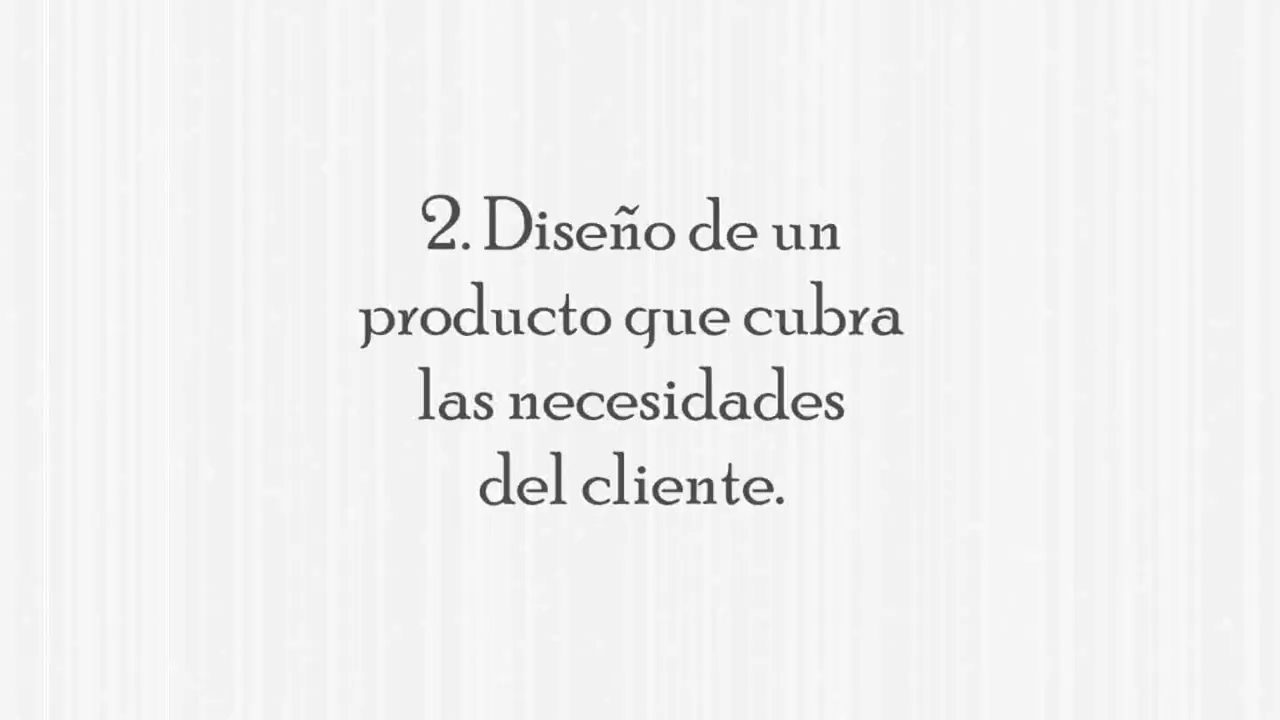 2. Diseño de un
producto que cubra
las necesidades
del cliente.